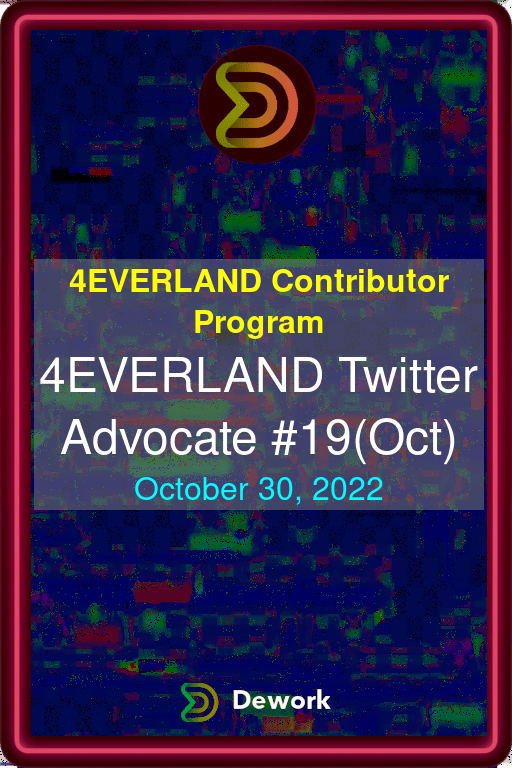 4EVERLAND Contributor
Program
4EVERLAND Twitter
Advocate #19(Oct)
October 30, 2022
Dework